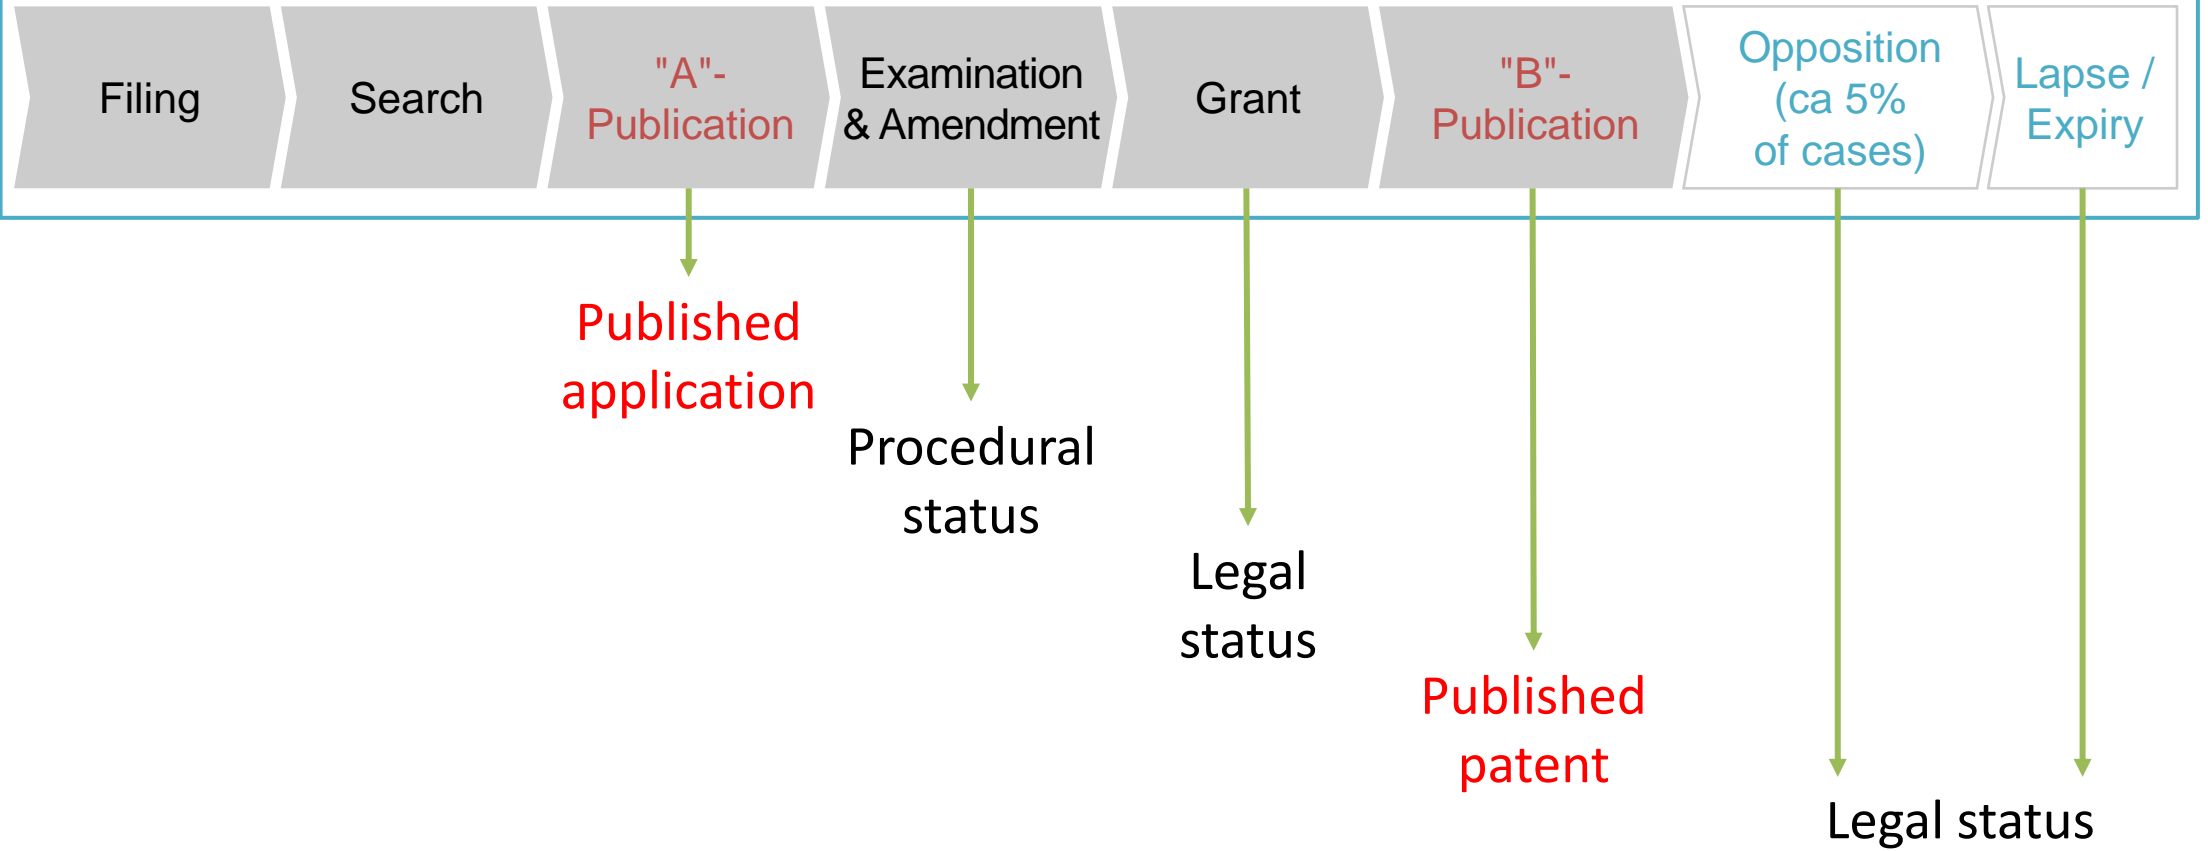 Filing
Search
"A"-
Publication
Examination
& Amendment
Grant
"B"-
Publication
Opposition
(ca 5%
of cases)
Lapse /
Expiry
Published
application
Procedural
status
Legal
status
Published
patent
Legal status